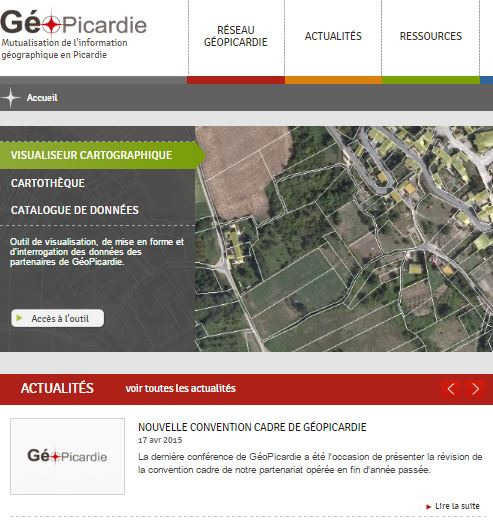 GéoPicardie
Mutualisation de l'information
géographique en Picardie
RÉSEAU
GÉOPICARDIE
ACTUALITÉS
RESSOURCES
Accueil
VISUALISEUR CARTOGRAPHIQUE
CARTOTHÈQUE
CATALOGUE DE DONNÉES
Outil de visualisation, de mise en forme et
d'interrogation des données des
partenaires de GéoPicardie.
Accès à l'outil
ACTUALITÉS voir toutes les actualités
GéoPicardie
NOUVELLE CONVENTION CADRE DE GÉOPICARDIE
17 avr 2015
La dernière conférence de GéoPicardie a été l'occasion de présenter la révision de
la convention cadre de notre partenariat opérée en fin d'année passée.
Lire la suite